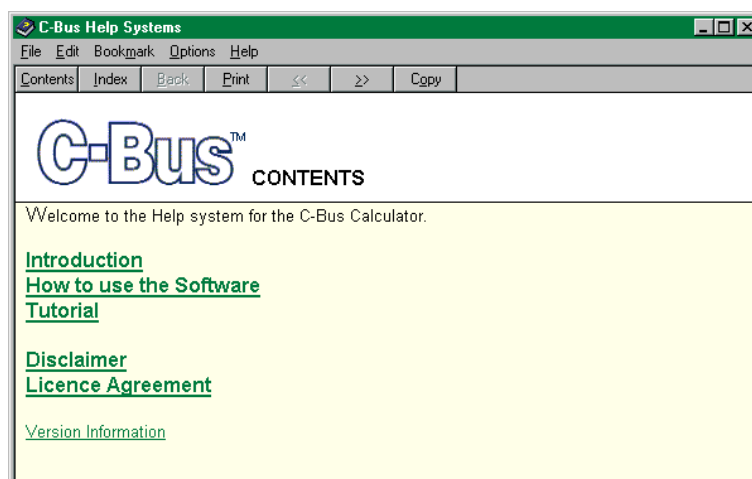 C-Bus Help Systems
File Edit Bookmark Options Help
Contents Index Back Print << >> Copy
C-Bus™ CONTENTS
Welcome to the Help system for the C-Bus Calculator.
Introduction
How to use the Software
Tutorial
Disclaimer
Licence Agreement
Version Information